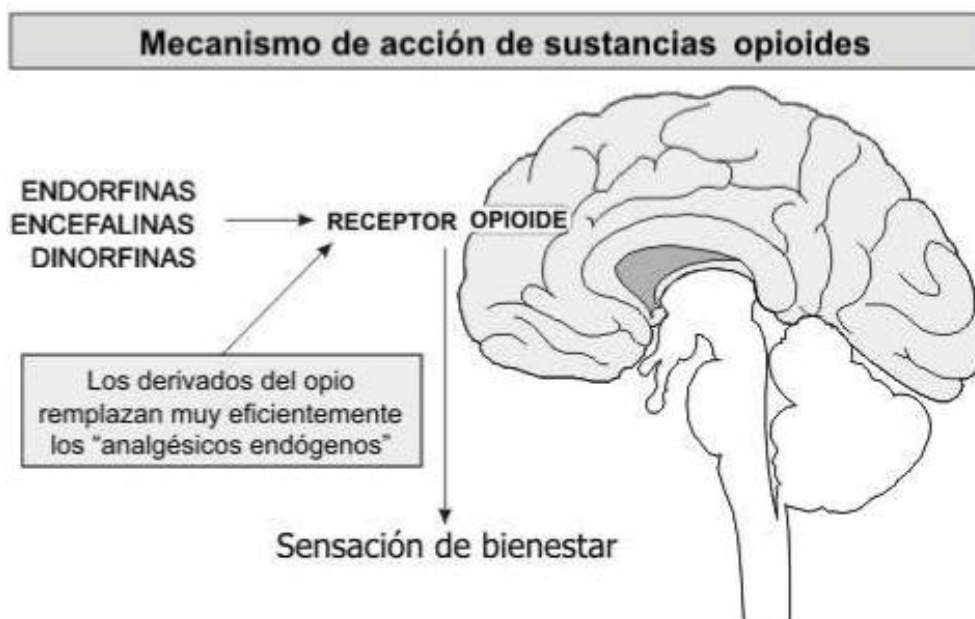 Mecanismo de acción de sustancias opioides
ENDORFINAS
ENCEFALINAS
DINORFINAS
RECEPTOR OPIOIDE
Los derivados del opio
remplazan muy eficientemente
los “analgésicos endógenos”
Sensación de bienestar